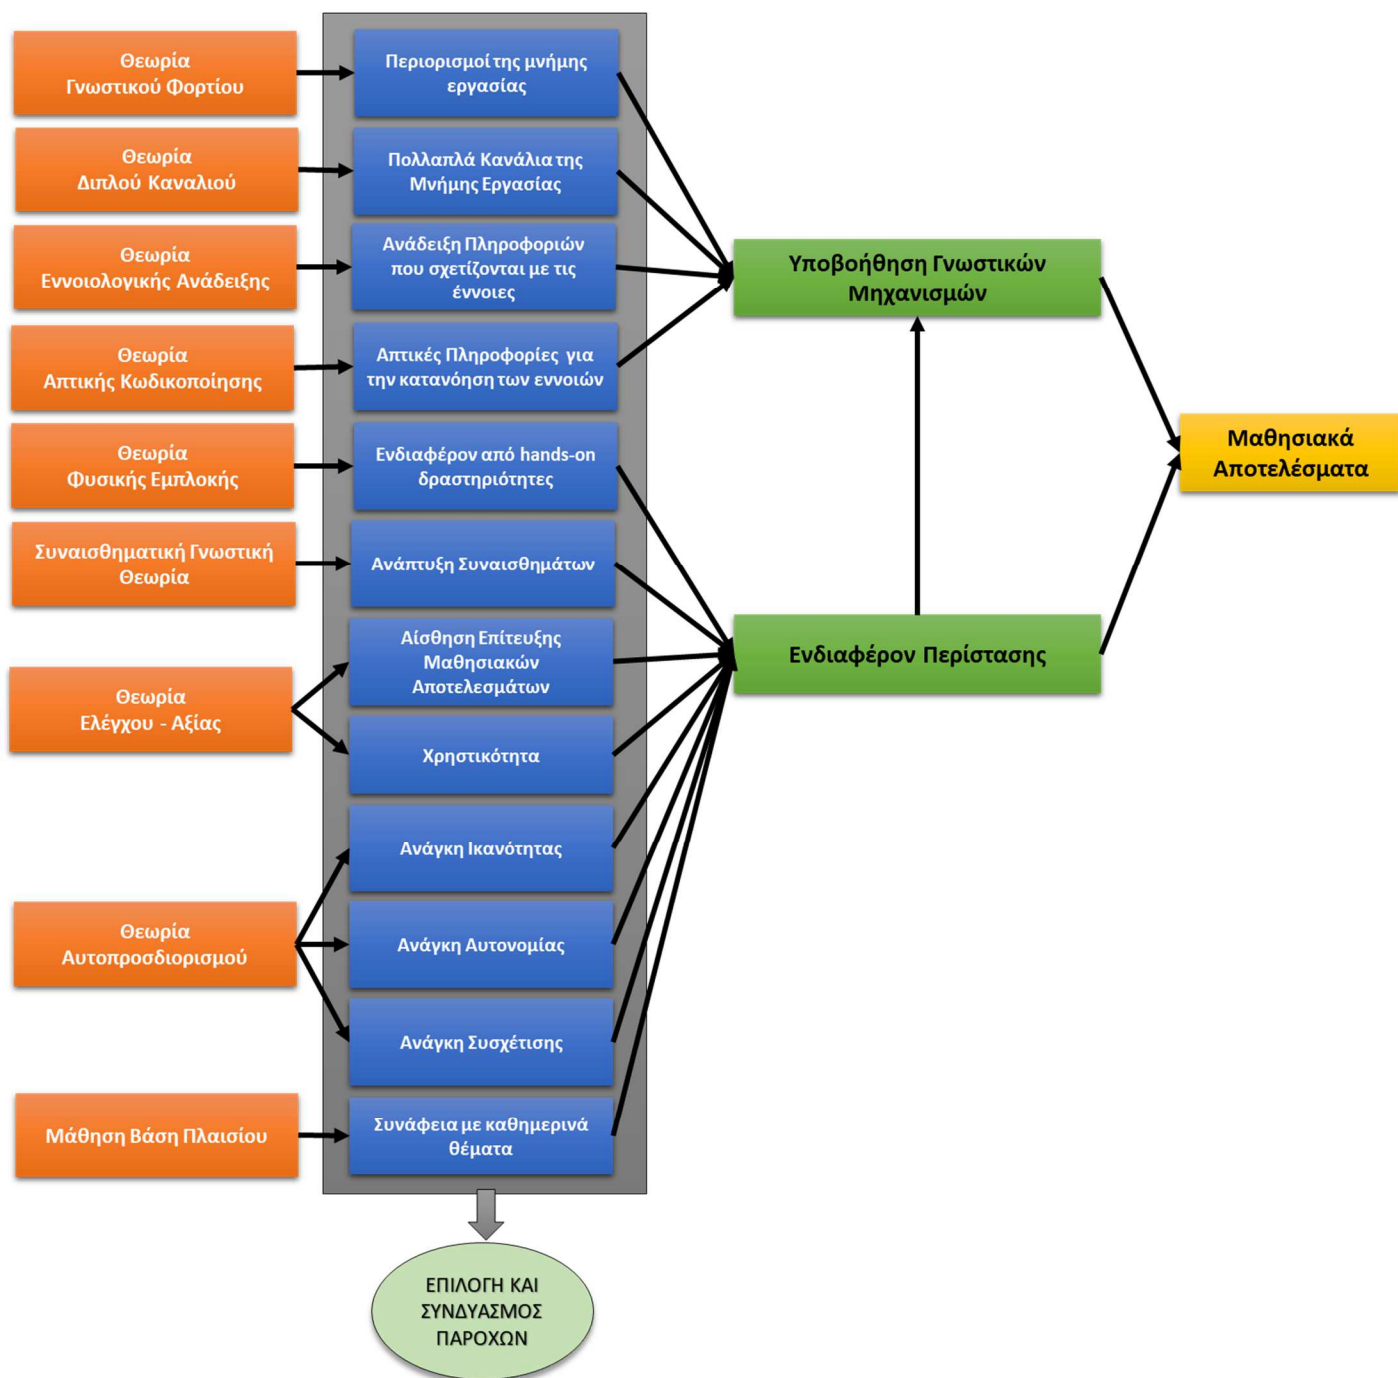 Θεωρία
Γνωστικού Φορτίου
Περιορισμοί της μνήμης
εργασίας
Θεωρία
Διπλού Καναλιού
Πολλαπλά Κανάλια της
Μνήμης Εργασίας
Θεωρία
Εννοιολογικής Ανάδειξης
Ανάδειξη Πληροφοριών
που σχετίζονται με τις
έννοιες
Υποβοήθηση Γνωστικών
Μηχανισμών
Θεωρία
Απτικής Κωδικοποίησης
Απτικές Πληροφορίες για
την κατανόηση των εννοιών
Θεωρία
Φυσικής Εμπλοκής
Ενδιαφέρον από hands-on
δραστηριότητες
Μαθησιακά
Αποτελέσματα
Συναισθηματική Γνωστική
Θεωρία
Ανάπτυξη Συναισθημάτων
Αίσθηση Επίτευξης
Μαθησιακών
Αποτελεσμάτων
Ενδιαφέρον Περίστασης
Θεωρία
Ελέγχου - Αξίας
Χρηστικότητα
Ανάγκη Ικανότητας
Θεωρία
Αυτοπροσδιορισμού
Ανάγκη Αυτονομίας
Ανάγκη Συσχέτισης
Μάθηση Βάση Πλαισίου
Συνάφεια με καθημερινά
θέματα
ΕΠΙΛΟΓΗ ΚΑΙ
ΣΥΝΔΥΑΣΜΟΣ
ΠΑΡΟΧΩΝ